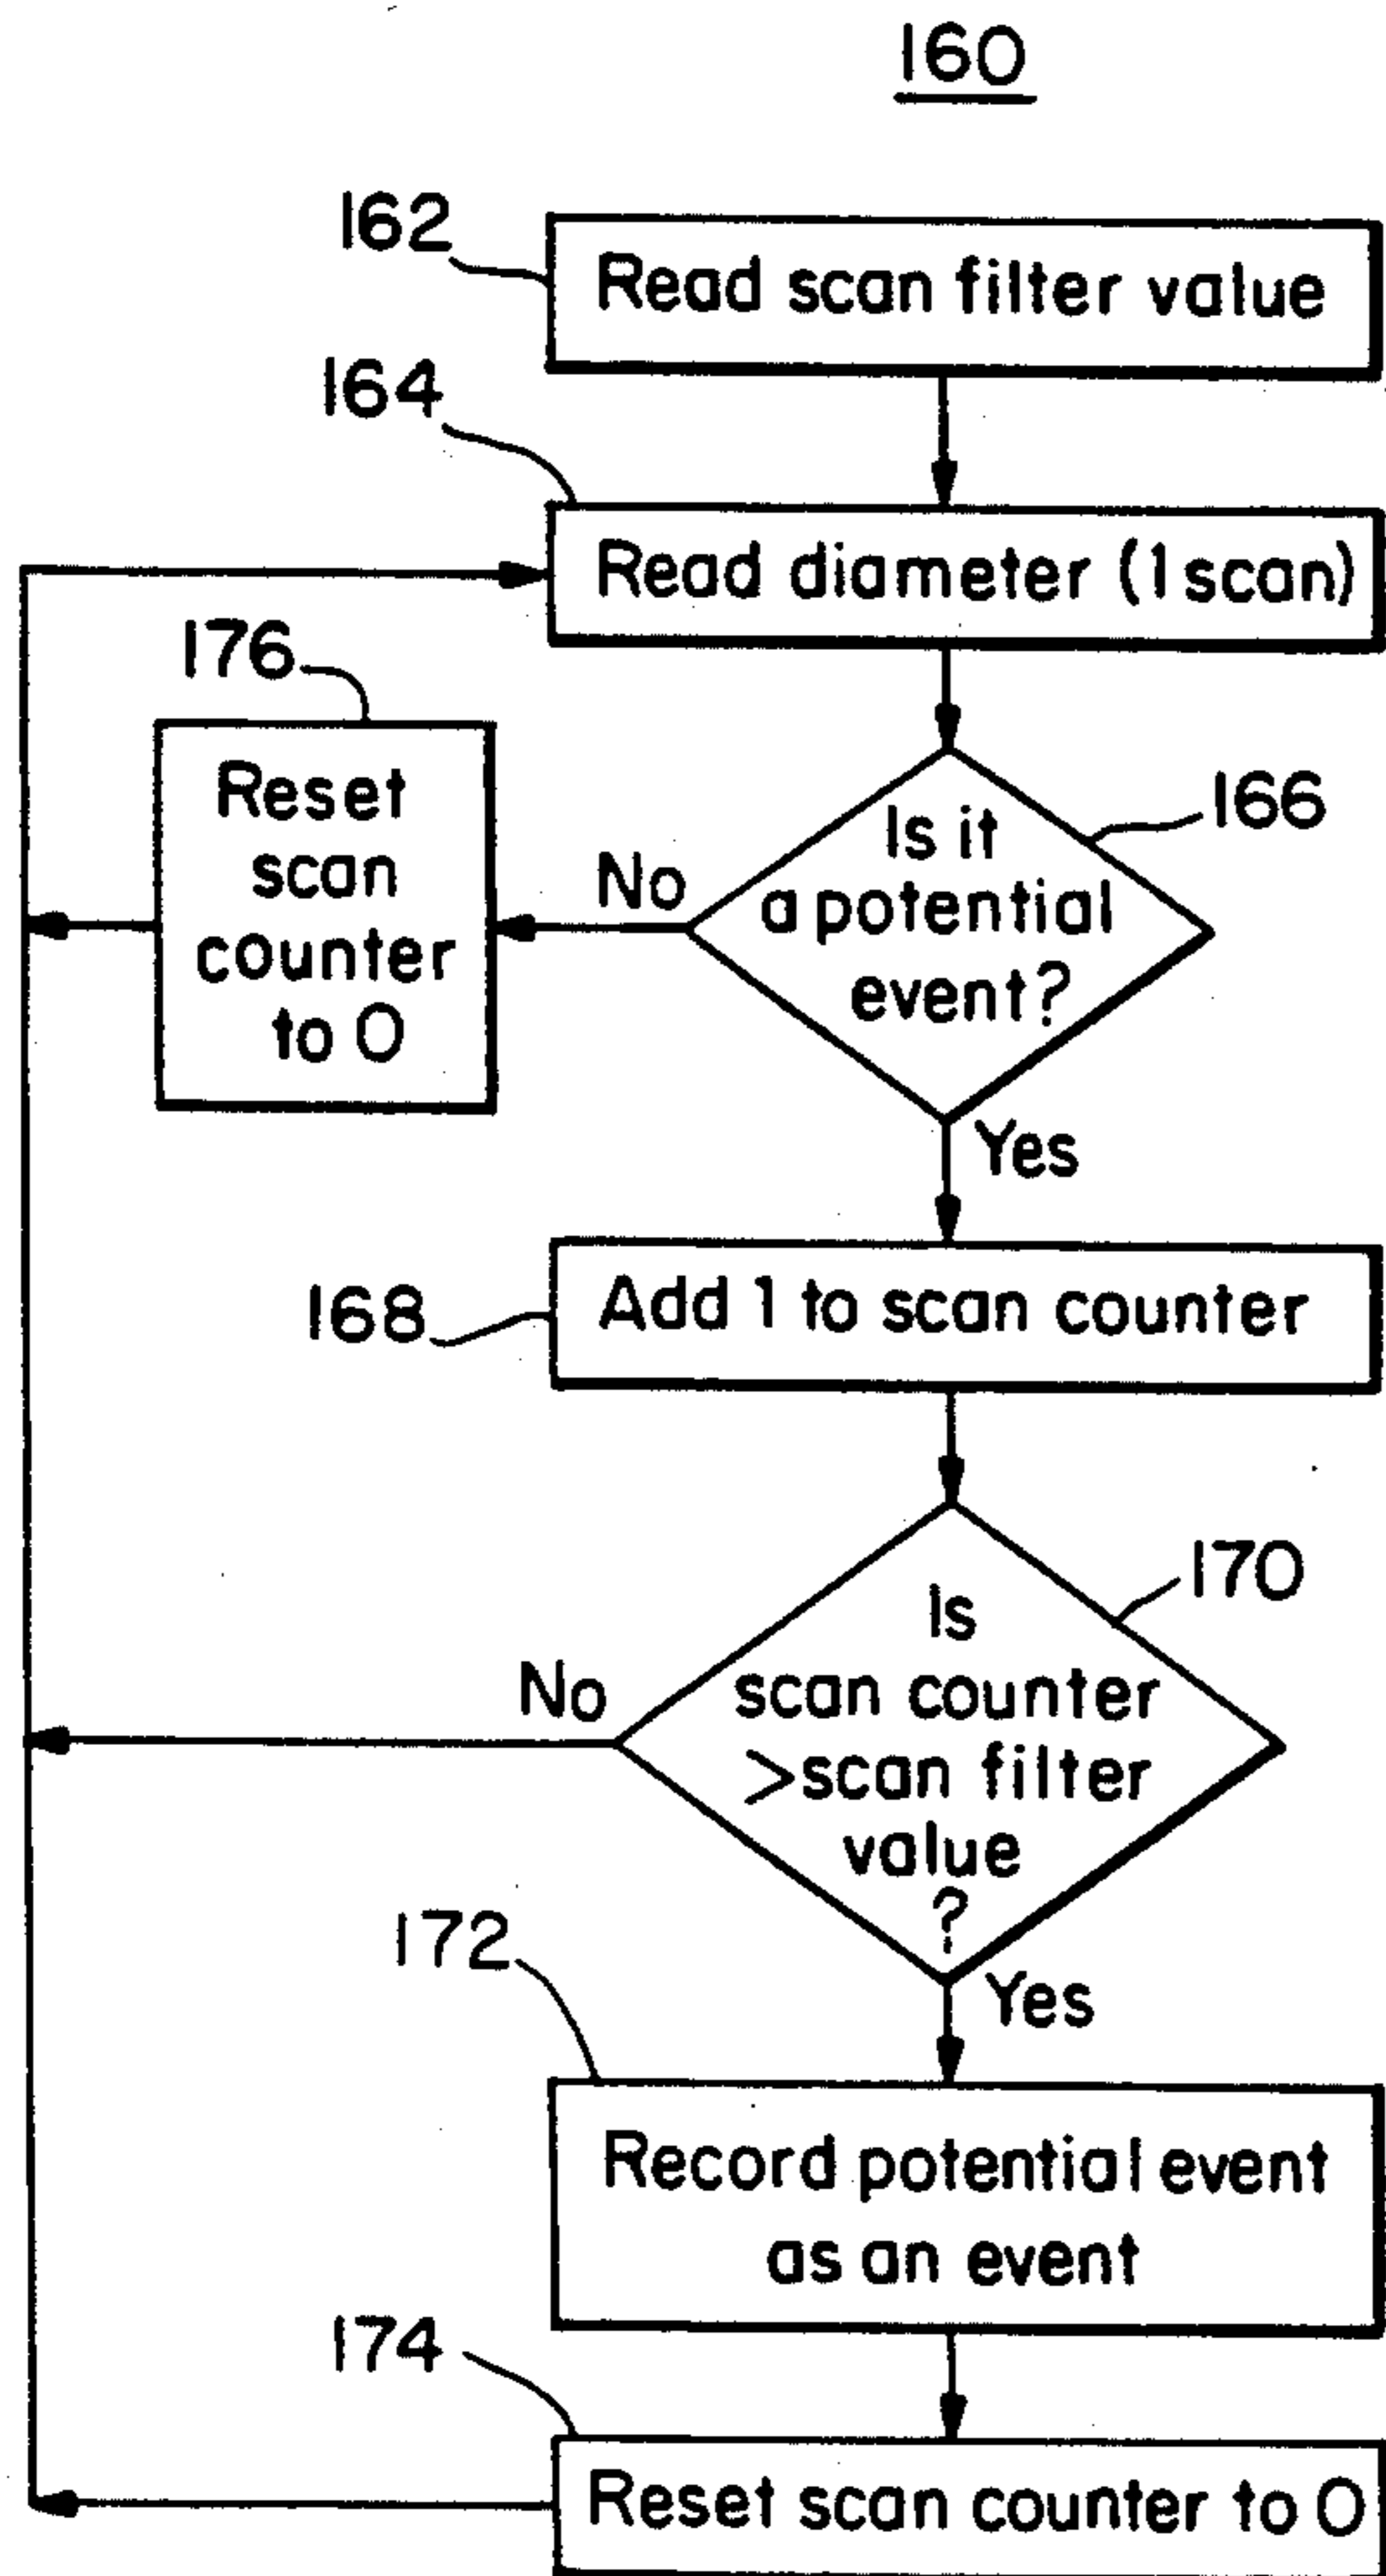 160
162
Read scan filter value
164
Read diameter (1 scan)
176
Reset
scan
counter
to 0
No
Is it
a potential
event?
166
Yes
168
Add 1 to scan counter
170
Is
scan counter
>scan filter
value
?
No
Yes
172
Record potential event
as an event
174
Reset scan counter to 0